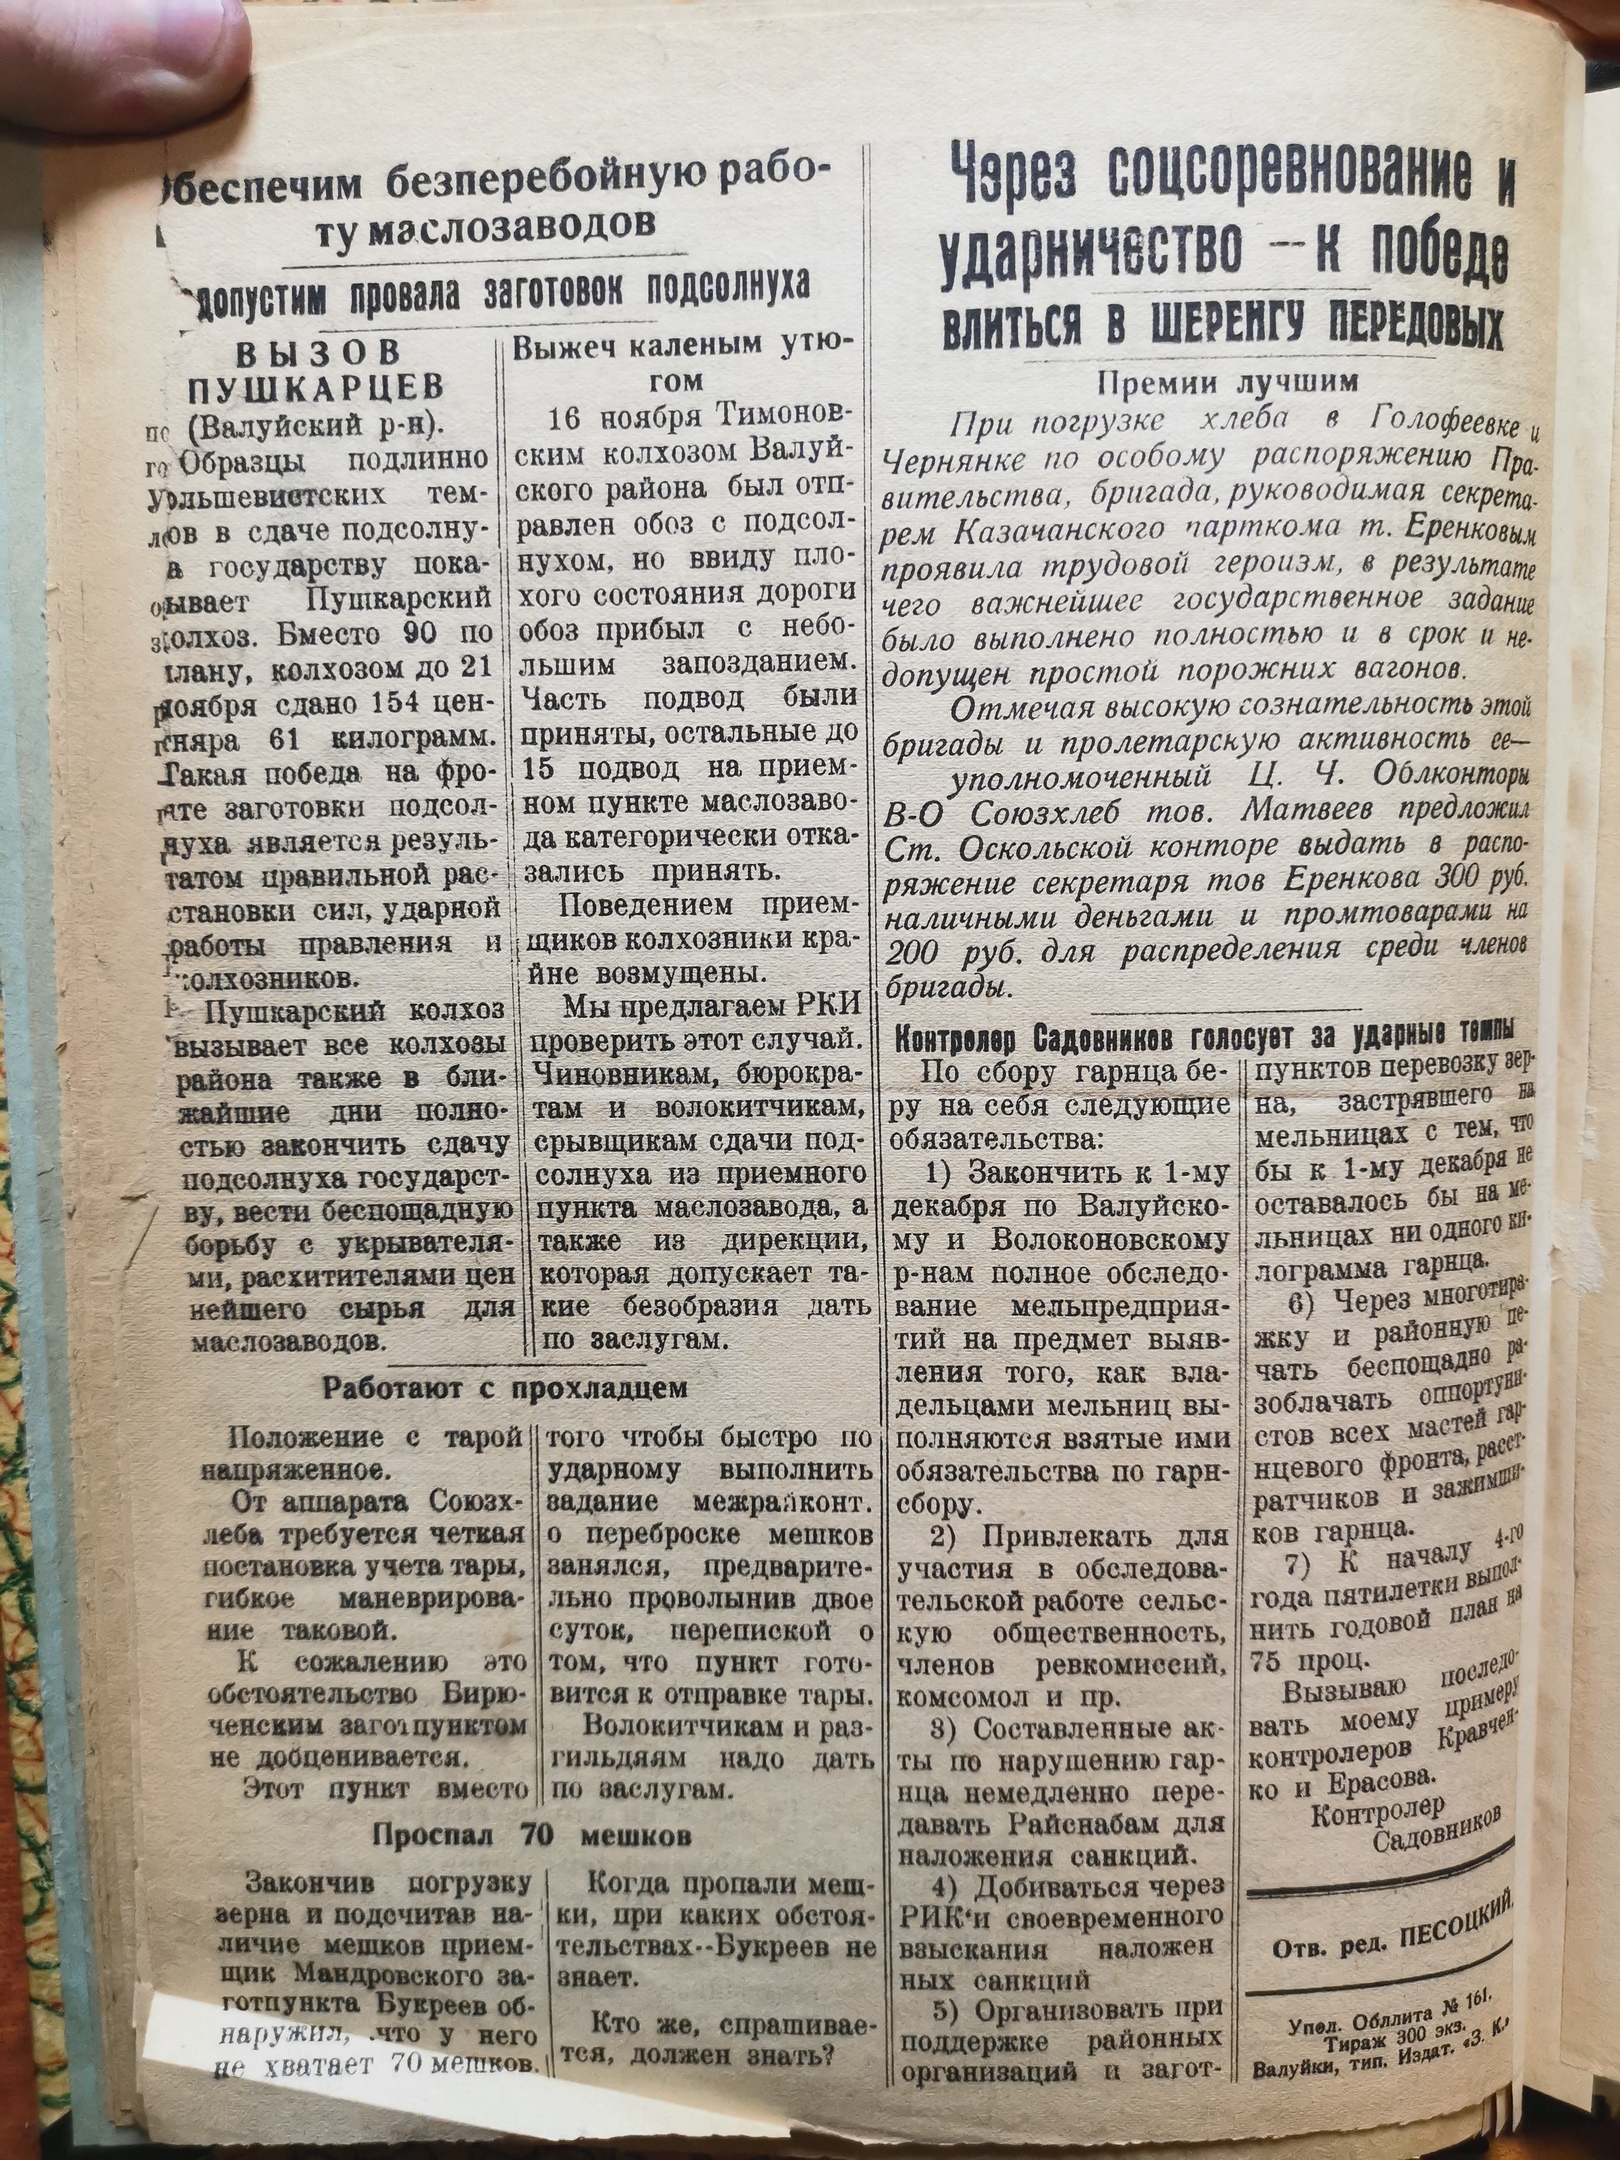 беспечим безперебойную рабо-
ту маслозаводов
допустим провала заготовок подсолнуха
ВЫЗОВ
ПУШКАРЦЕВ
(Валуйский р-н).
Образцы подлинно
ольшевистских тем-
ов в сдаче подсолну-
а государству пока-
ывает Пушкарский
олхоз. Вместо 90 по
лану, колхозом до 21
ноября сдано 154 цен-
тняра 61 килограмм.
Такая победа на фро-
нте заготовки подсол-
нуха является резуль-
татом правильной рас-
становки сил, ударной
работы правления и
колхозников.
Пушкарский колхоз
вызывает все колхозы
района также в бли-
жайшие дни полно-
стью закончить сдачу
подсолнуха государст-
ву, вести беспощадную
борьбу с укрывателя-
ми, расхитителями цен
нейшего сырья для
маслозаводов.
Выжеч каленым утю-
гом
16 ноября Тимонов-
ским колхозом Валуй-
ского района был отп-
равлен обоз с подсол-
нухом, но ввиду пло-
хого состояния дороги
обоз прибыл с небо-
льшим запозданием.
Часть подвод были
приняты, остальные до
15 подвод на прием-
ном пункте маслозаво-
да категорически отка-
зались принять.
Поведением прием-
щиков колхозники кра-
йне возмущены.
Мы предлагаем РКИ
проверить этот случай.
Чиновникам, бюрокра-
там и волокитчикам,
срывщикам сдачи под-
солнуха из приемного
пункта маслозавода, а
также из дирекции,
которая допускает та-
кие безобразия дать
по заслугам.
Работают с прохладцем
Положение с тарой
напряженное.
От аппарата Союзх-
леба требуется четкая
постановка учета тары,
гибкое маневрирова-
ние таковой.
К сожалению это
обстоятельство Бирю-
ченским заготпунктом
не дооценивается.
Этот пункт вместо
того чтобы быстро по
ударному выполнить
задание межрайконт.
о переброске мешков
занялся, предварите-
льно проволынив двое
суток, перепиской о
том, что пункт гото-
вится к отправке тары.
Волокитчикам и раз-
гильдяям надо дать
по заслугам.
Проспал 70 мешков
Закончив погрузку
зерна и подсчитав на-
личие мешков прием-
щик Мандровского за-
готпункта Букреев об-
наружил, что у него
не хватает 70 мешков.
Когда пропали меш-
ки, при каких обстоя-
тельствах--Букреев не
знает.
Кто же, спрашивае-
тся, должен знать?
Через соцсоревнование и
ударничество — к победе
ВЛИТЬСЯ В ШЕРЕНГУ ПЕРЕДОВЫХ
Премии лучшим
При погрузке хлеба в Голофеевке и
Чернянке по особому распоряжению Пра-
вительства, бригада, руководимая секрета-
рем Казачанского парткома т. Еренковым
проявила трудовой героизм, в результате
чего важнейшее государственное задание
было выполнено полностью и в срок и не-
допущен простой порожних вагонов.
Отмечая высокую сознательность этой
бригады и пролетарскую активность ее—
уполномоченный Ц. Ч. Облконторы
В-О Союзхлеб тов. Матвеев предложил
Ст. Оскольской конторе выдать в распо-
ряжение секретаря тов Еренкова 300 руб.
наличными деньгами и промтоварами на
200 руб. для распределения среди членов
бригады.
Контролер Садовников голосует за ударные темпы
По сбору гарнца бе-
ру на себя следующие
обязательства:
1) Закончить к 1-му
декабря по Валуйско-
му и Волоконовскому
р-нам полное обследо-
вание мельпредприя-
тий на предмет выяв-
ления того, как вла-
дельцами мельниц вы-
полняются взятые ими
обязательства по гарн-
сбору.
2) Привлекать для
участия в обследова-
тельской работе сельс-
кую общественность,
членов ревкомиссий,
комсомол и пр.
3) Составленные ак-
ты по нарушению гар-
нца немедленно пере-
давать Райснабам для
наложения санкций.
4) Добиваться через
РИК'и своевременного
взыскания наложен
ных санкций
5) Организовать при
поддержке районных
организаций и загот-
пунктов перевозку зер-
на, застрявшего на
мельницах с тем, что
бы к 1-му декабря не
оставалось бы на ме-
льницах ни одного ки-
лограмма гарнца.
6) Через многотира-
жку и районную пе-
чать беспощадно ра-
зоблачать оппортуни-
стов всех мастей гар-
нцевого фронта, расст-
ратчиков и зажимщи-
ков гарнца.
7) К началу 4-го
года пятилетки выпол-
нить годовой план на
75 проц.
Вызываю последо-
вать моему примеру
контролеров Кравчен-
ко и Ерасова.
Контролер
Садовников
Отв. ред. ПЕСОЦКИЙ.
Упол. Обллита № 161.
Тираж 300 экз.
Валуйки, тип. Издат. «З. К.»